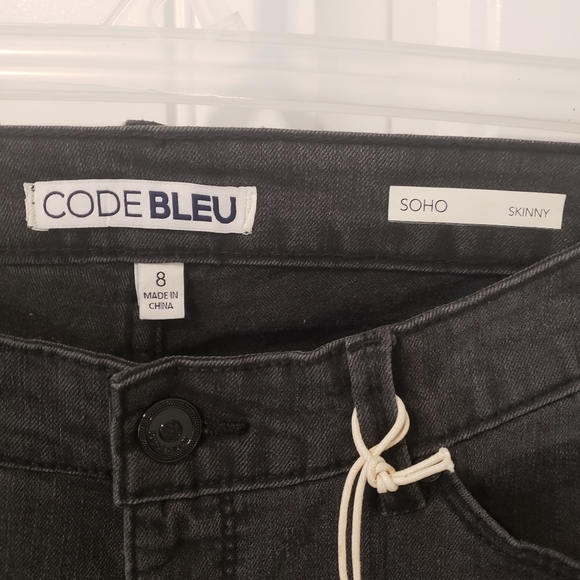 CODE BLEU
SOHO SKINNY
8
MADE IN
CHINA